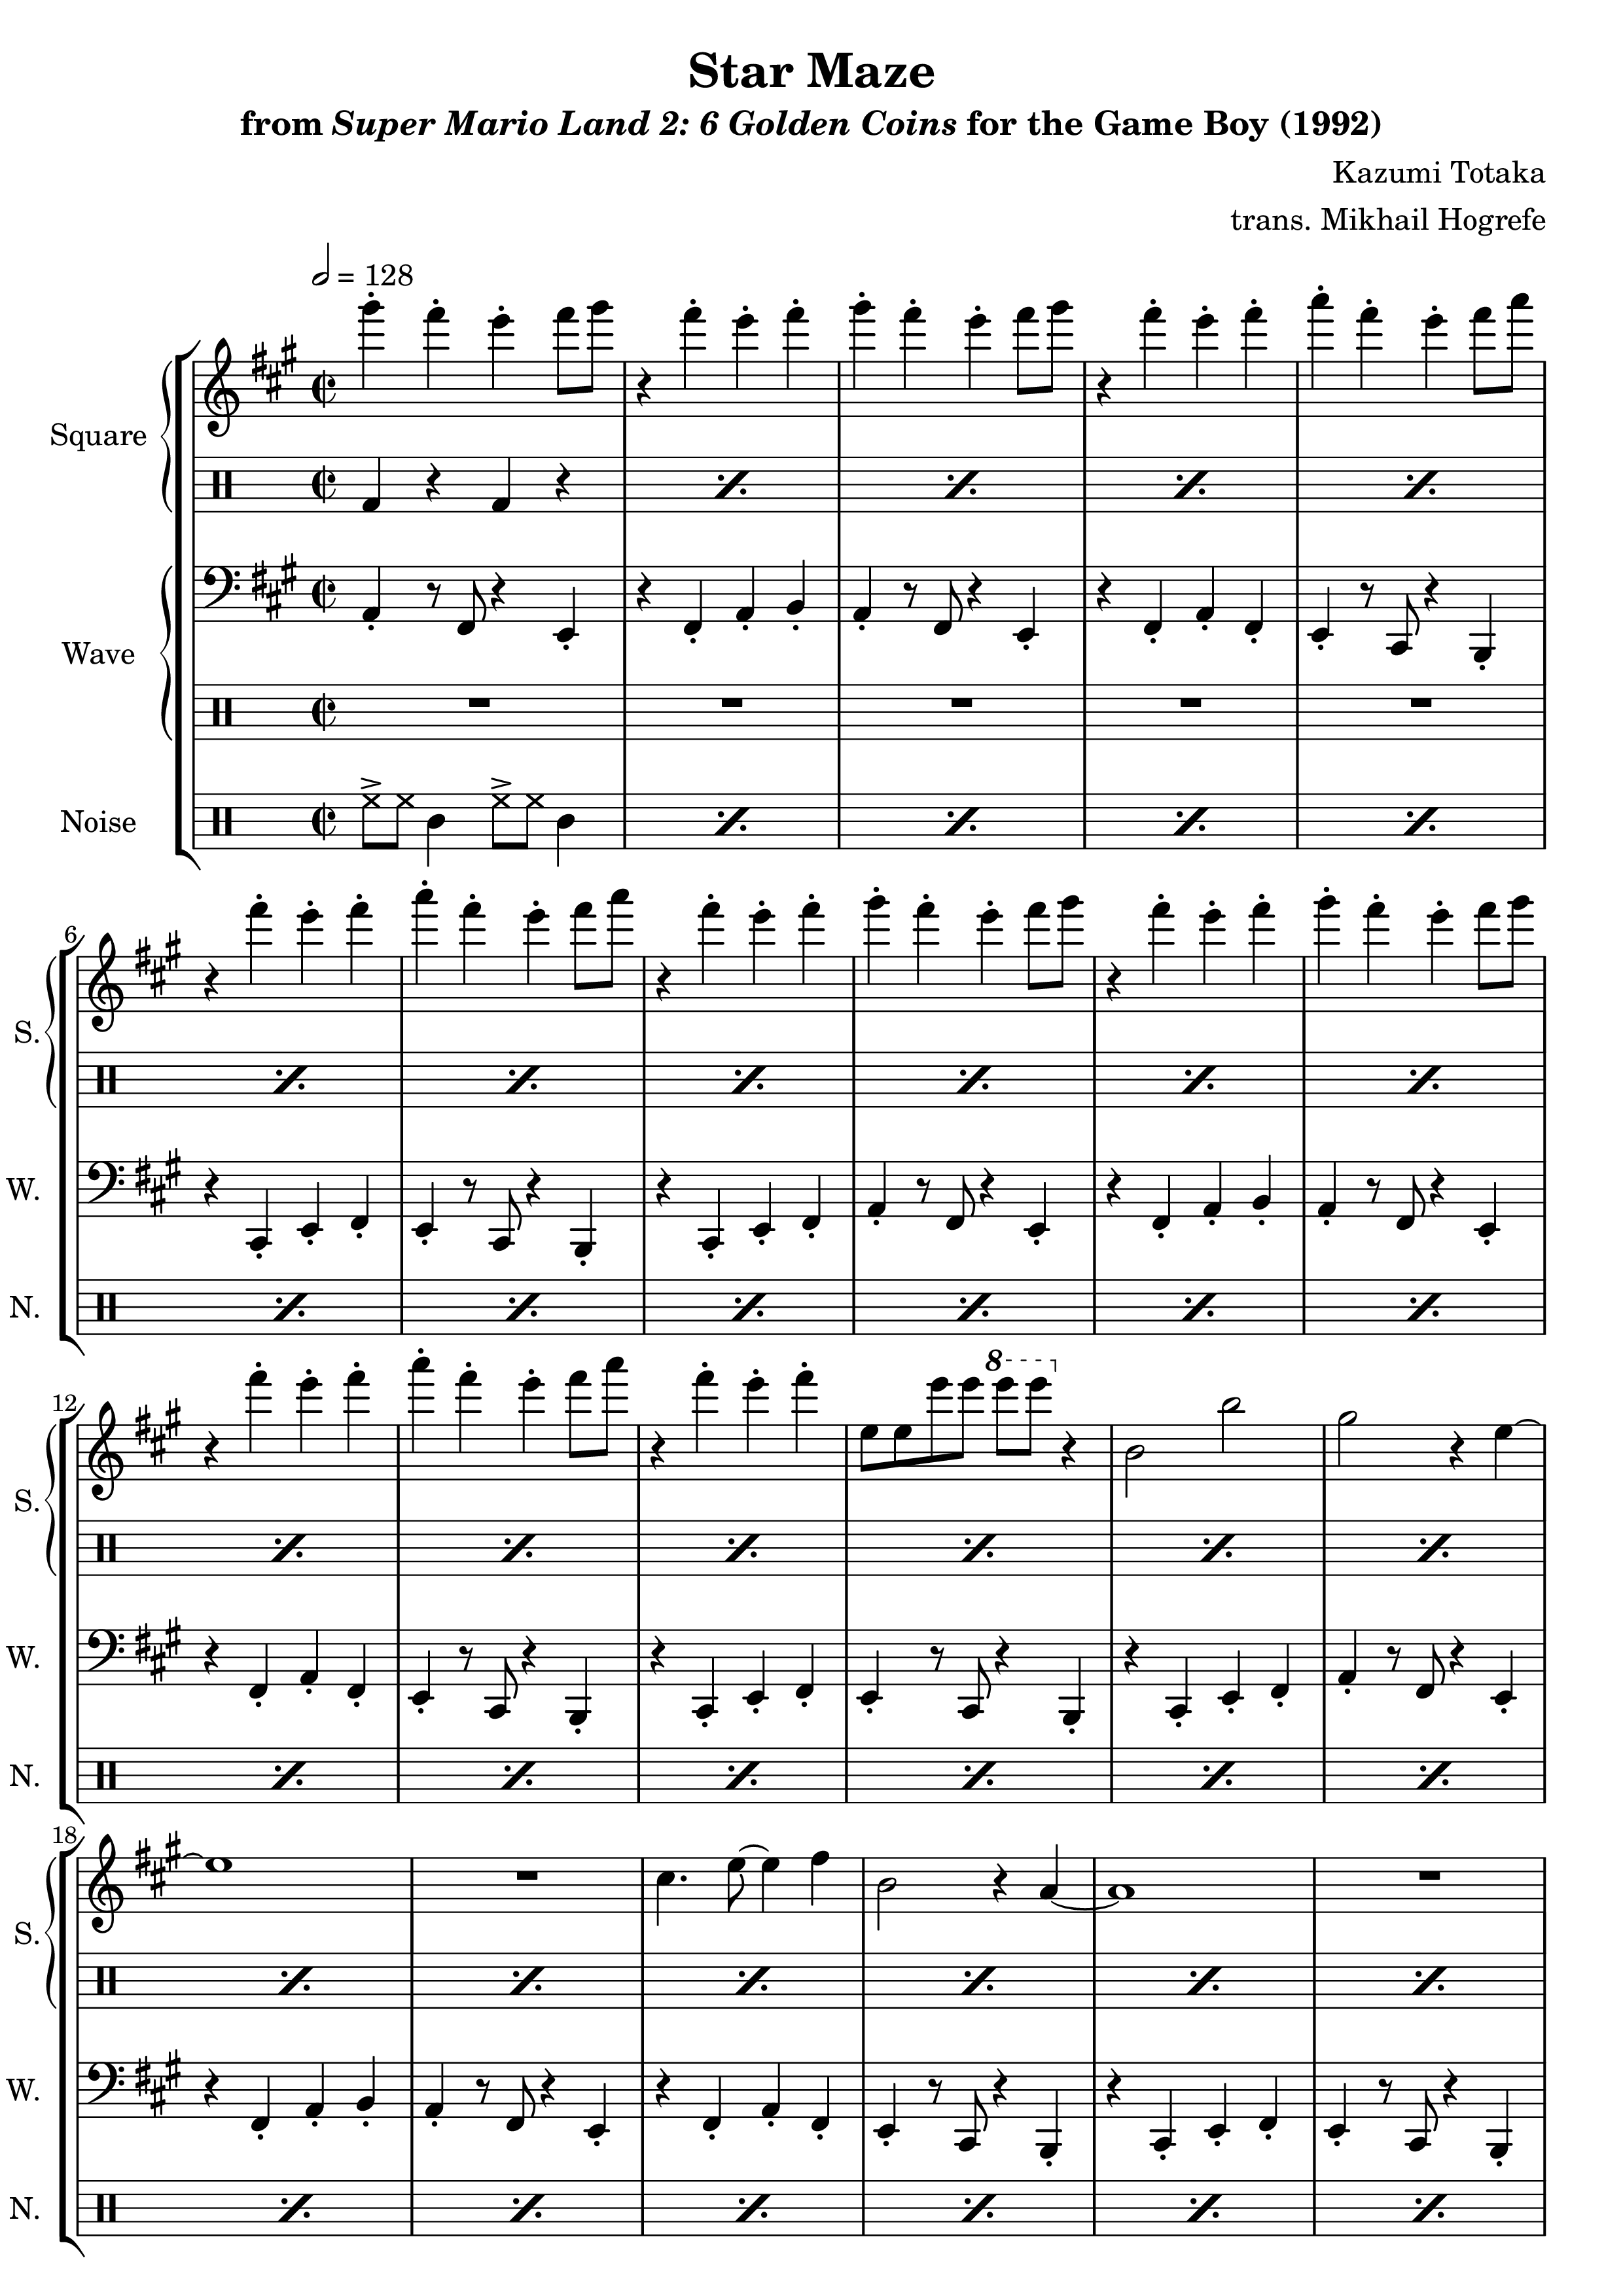 Star Maze
from Super Mario Land 2: 6 Golden Coins for the Game Boy (1992)
Kazumi Totaka
trans. Mikhail Hogrefe
= 128
Square
Wave
Noise
6
S.
W.
N.
12
8
S.
W.
N.
18
S.
W.
N.